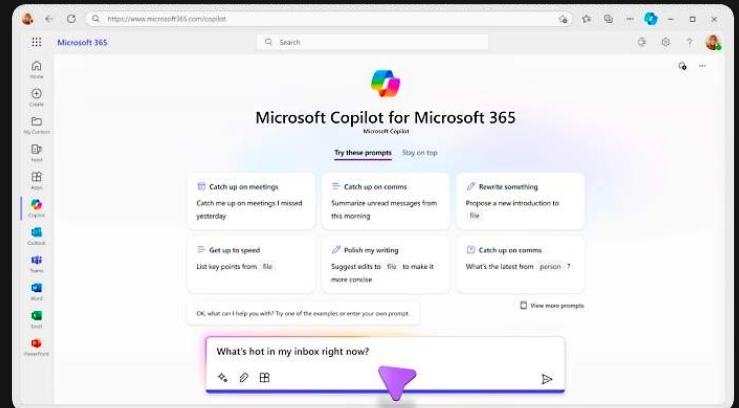 https://www.microsoft365.com/copilot
Microsoft 365
Search
Home
Create
My Content
Feed
Apps
Copilot
Outlook
Teams
Word
Excel
PowerPoint
Microsoft Copilot for Microsoft 365
Microsoft Copilot
Try these prompts
Stay on top
Catch up on meetings
Catch me up on meetings I missed
yesterday
Catch up on comms
Summarize unread messages from
this morning
Rewrite something
Propose a new introduction to
file
Get up to speed
List key points from file
Polish my writing
Suggest edits to file to make it
more concise
Catch up on comms
What's the latest from person ?
View more prompts
OK, what can I help you with? Try one of the examples or enter your own prompt.
What's hot in my inbox right now?